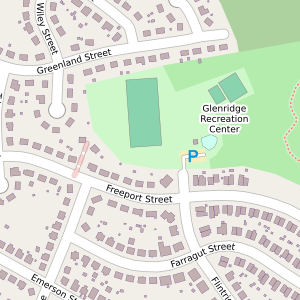 Wiley Street
Greenland Street
Glenridge
Recreation
Center
P
Freeport Street
Farragut Street
Emerson St
Flintr